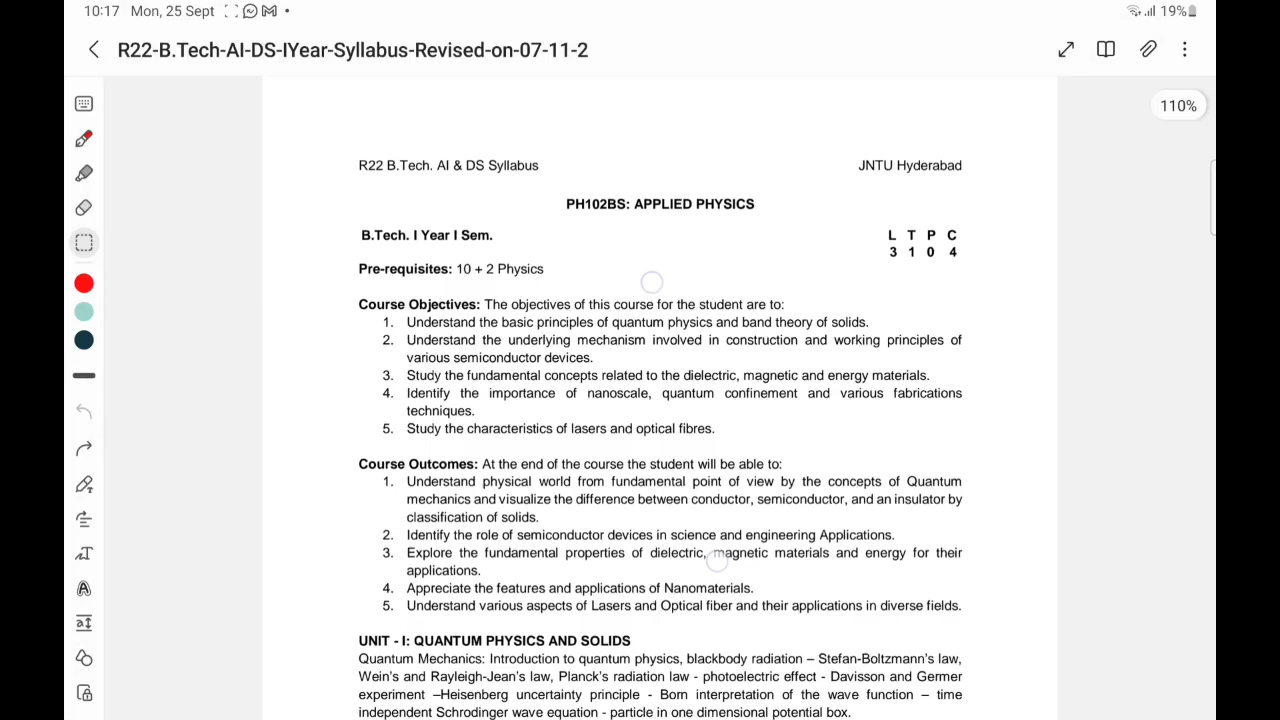 10:17 Mon, 25 Sept • 19%
R22-B.Tech-AI-DS-IYear-Syllabus-Revised-on-07-11-2
110%
R22 B.Tech. AI & DS Syllabus JNTU Hyderabad
PH102BS: APPLIED PHYSICS
B.Tech. I Year I Sem. L T P C
3 1 0 4
Pre-requisites: 10 + 2 Physics
Course Objectives: The objectives of this course for the student are to:
1. Understand the basic principles of quantum physics and band theory of solids.
2. Understand the underlying mechanism involved in construction and working principles of
various semiconductor devices.
3. Study the fundamental concepts related to the dielectric, magnetic and energy materials.
4. Identify the importance of nanoscale, quantum confinement and various fabrications
techniques.
5. Study the characteristics of lasers and optical fibres.
Course Outcomes: At the end of the course the student will be able to:
1. Understand physical world from fundamental point of view by the concepts of Quantum
mechanics and visualize the difference between conductor, semiconductor, and an insulator by
classification of solids.
2. Identify the role of semiconductor devices in science and engineering Applications.
3. Explore the fundamental properties of dielectric, magnetic materials and energy for their
applications.
4. Appreciate the features and applications of Nanomaterials.
5. Understand various aspects of Lasers and Optical fiber and their applications in diverse fields.
UNIT - I: QUANTUM PHYSICS AND SOLIDS
Quantum Mechanics: Introduction to quantum physics, blackbody radiation – Stefan-Boltzmann's law,
Wein's and Rayleigh-Jean's law, Planck's radiation law - photoelectric effect - Davisson and Germer
experiment –Heisenberg uncertainty principle - Born interpretation of the wave function – time
independent Schrodinger wave equation - particle in one dimensional potential box.